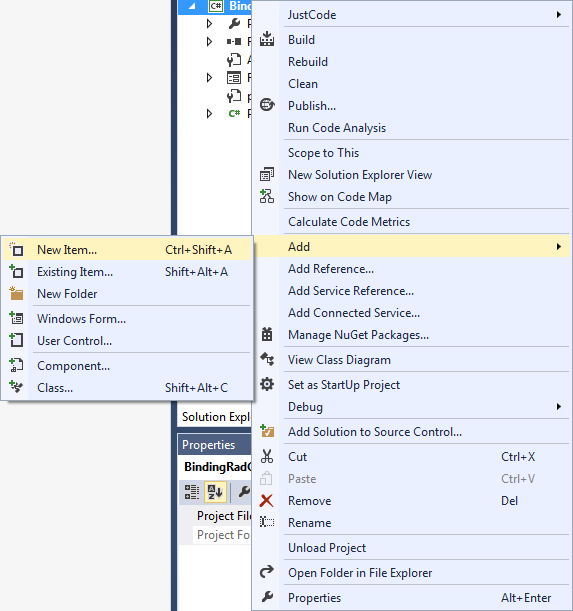 JustCode
Build
Rebuild
Clean
Publish...
Run Code Analysis
Scope to This
New Solution Explorer View
Show on Code Map
Calculate Code Metrics
Add
Add Reference...
Add Service Reference...
Add Connected Service...
Manage NuGet Packages...
View Class Diagram
Set as StartUp Project
Debug
Add Solution to Source Control...
Cut Ctrl+X
Paste Ctrl+V
Remove Del
Rename
Unload Project
Open Folder in File Explorer
Properties Alt+Enter
New Item... Ctrl+Shift+A
Existing Item... Shift+Alt+A
New Folder
Windows Form...
User Control...
Component...
Class... Shift+Alt+C
C# Bind
C#
Solution Expl
Properties
Project File
Project Fo